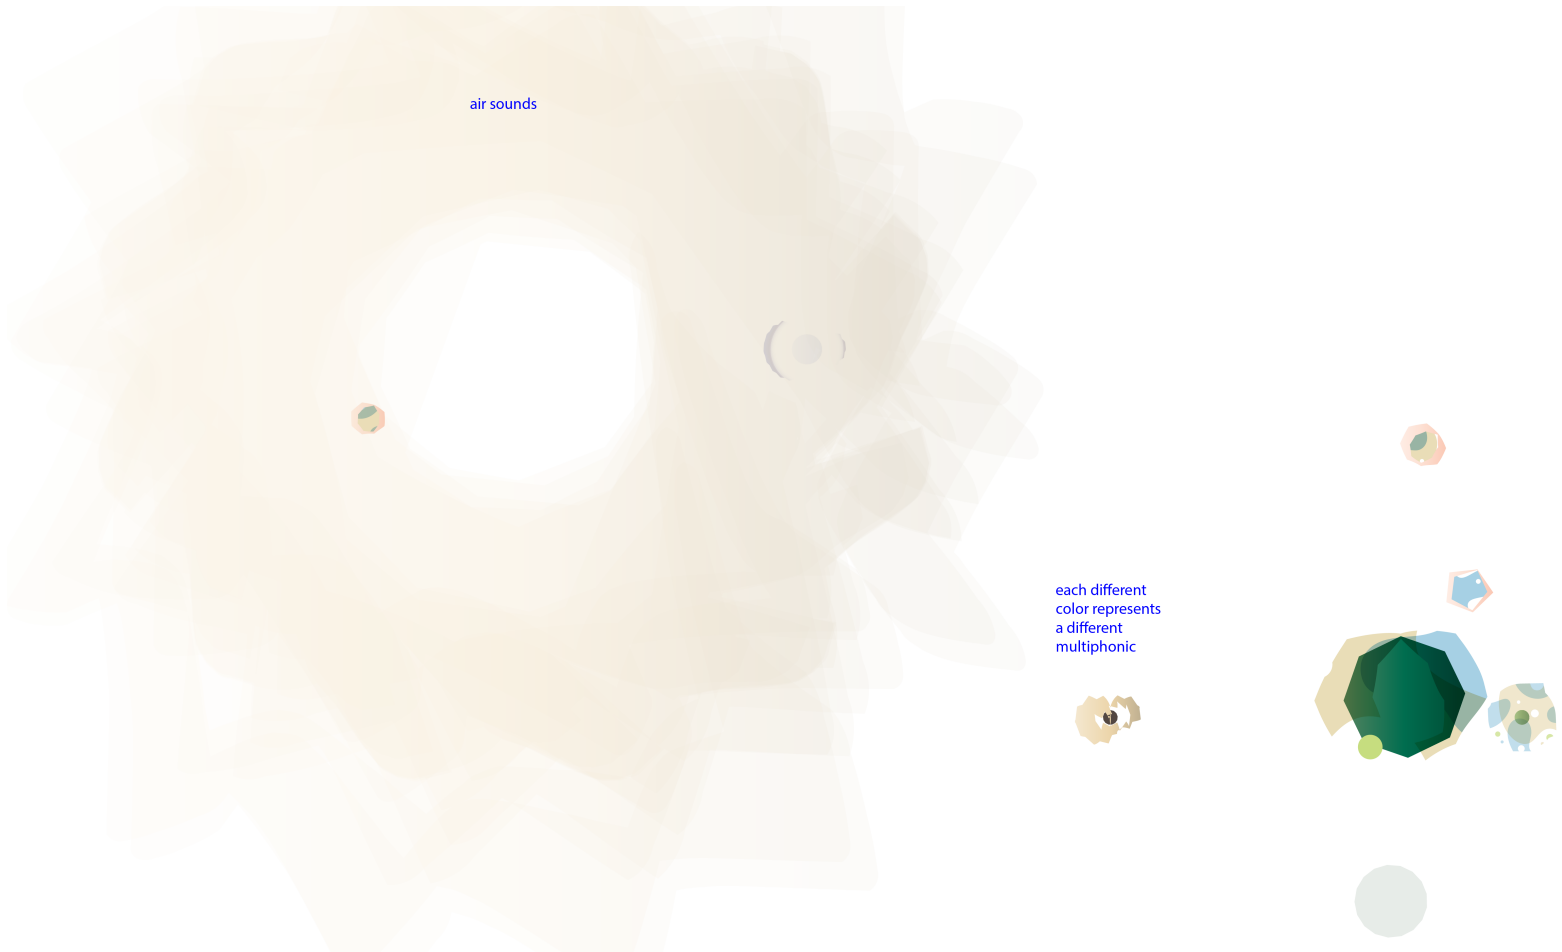 air sounds
each different
color represents
a different
multiphonic